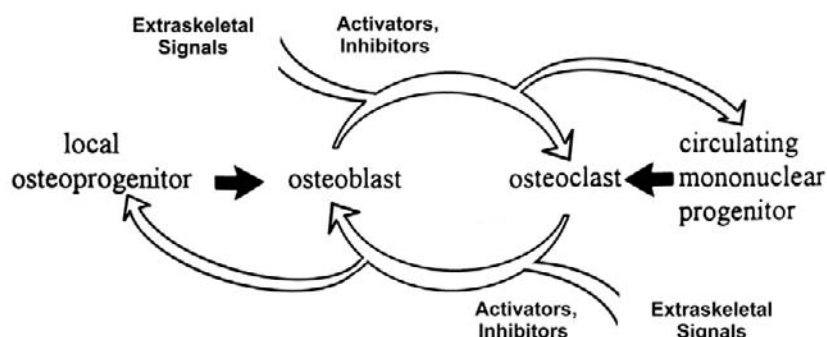 Extraskeletal
Signals
Activators,
Inhibitors
local
osteoprogenitor
osteoblast
osteoclast
circulating
mononuclear
progenitor
Activators,
Inhibitors
Extraskeletal
Signals